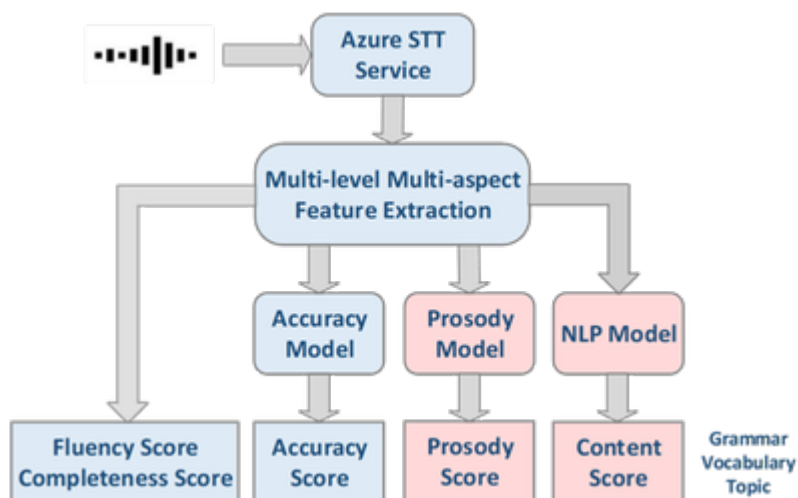 Azure STT
Service
Multi-level Multi-aspect
Feature Extraction
Accuracy
Model
Prosody
Model
NLP Model
Fluency Score
Completeness Score
Accuracy
Score
Prosody
Score
Content
Score
Grammar
Vocabulary
Topic